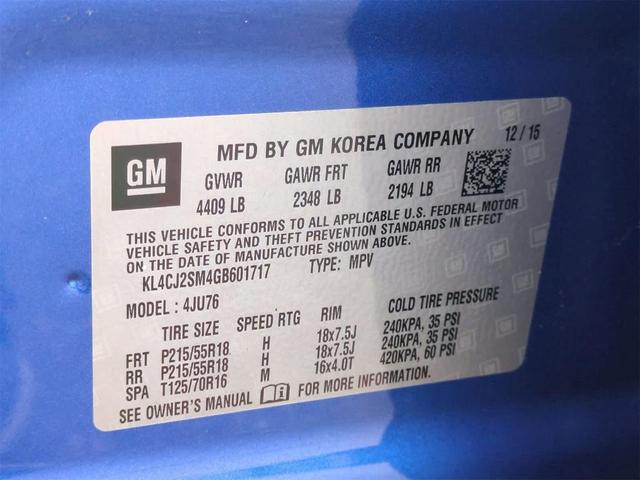 GM
MFD BY GM KOREA COMPANY 12 / 15
GVWR GAWR FRT GAWR RR
4409 LB 2348 LB 2194 LB
THIS VEHICLE CONFORMS TO ALL APPLICABLE U.S. FEDERAL MOTOR
VEHICLE SAFETY AND THEFT PREVENTION STANDARDS IN EFFECT
ON THE DATE OF MANUFACTURE SHOWN ABOVE.
KL4CJ2SM4GB601717 TYPE: MPV
MODEL : 4JU76
TIRE SIZE SPEED RTG RIM COLD TIRE PRESSURE
FRT P215/55R18 H 18x7.5J 240KPA, 35 PSI
RR P215/55R18 H 18x7.5J 240KPA, 35 PSI
SPA T125/70R16 M 16x4.0T 420KPA, 60 PSI
SEE OWNER'S MANUAL FOR MORE INFORMATION.